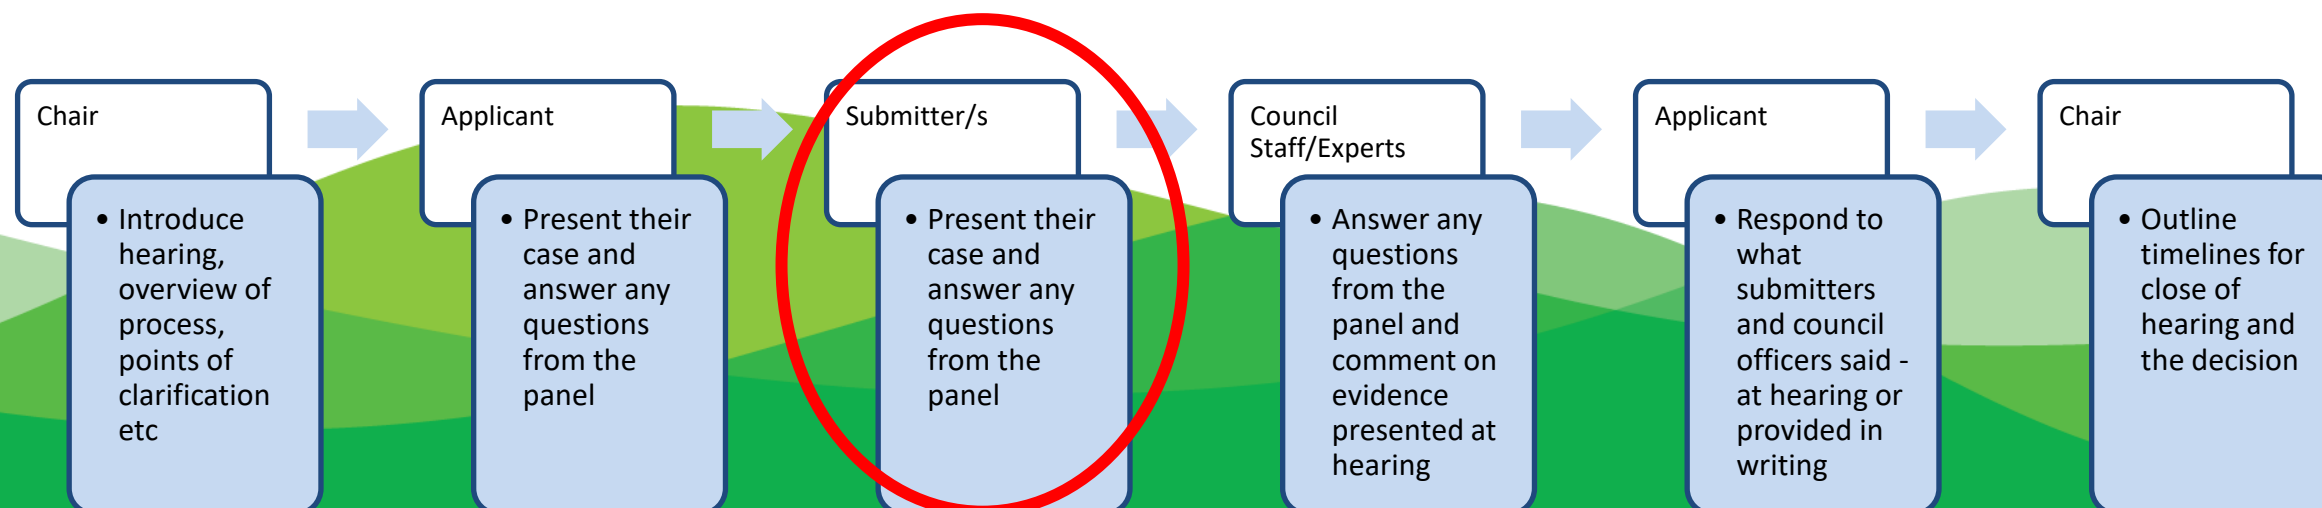 Chair
• Introduce
hearing,
overview of
process,
points of
clarification
etc
Applicant
• Present their
case and
answer any
questions
from the
panel
Submitter/s
• Present their
case and
answer any
questions
from the
panel
Council
Staff/Experts
• Answer any
questions
from the
panel and
comment on
evidence
presented at
hearing
Applicant
• Respond to
what
submitters
and council
officers said -
at hearing or
provided in
writing
Chair
• Outline
timelines for
close of
hearing and
the decision